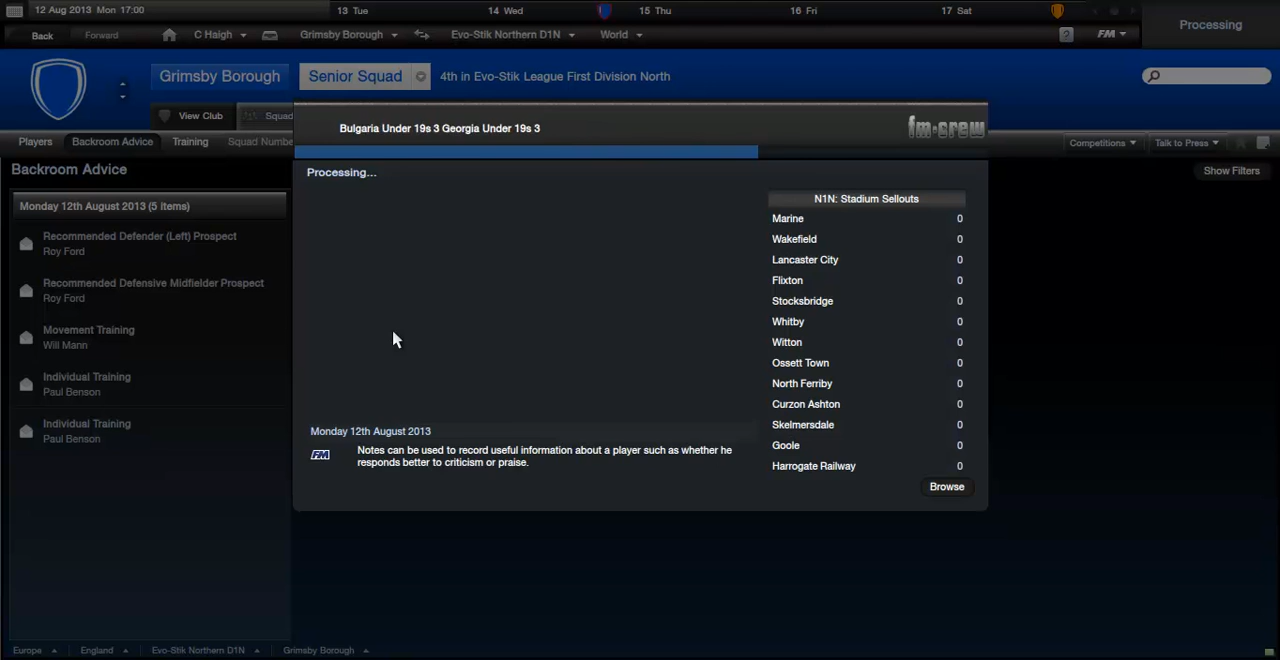 12 Aug 2013 Mon 17:00
13 Tue
14 Wed
15 Thu
16 Fri
17 Sat
Processing
Back
Forward
C Haigh
Grimsby Borough
Evo-Stik Northern D1N
World
?
FM
Grimsby Borough
Senior Squad
4th in Evo-Stik League First Division North
View Club
Squad
Players
Backroom Advice
Training
Squad Numbe
Competitions
Talk to Press
Backroom Advice
Show Filters
Monday 12th August 2013 (5 items)
Recommended Defender (Left) Prospect
Roy Ford
Recommended Defensive Midfielder Prospect
Roy Ford
Movement Training
Will Mann
Individual Training
Paul Benson
Individual Training
Paul Benson
Bulgaria Under 19s 3 Georgia Under 19s 3
fm-crew
Processing...
N1N: Stadium Sellouts
Marine 0
Wakefield 0
Lancaster City 0
Flixton 0
Stocksbridge 0
Whitby 0
Witton 0
Ossett Town 0
North Ferriby 0
Curzon Ashton 0
Skelmersdale 0
Goole 0
Harrogate Railway 0
Browse
Monday 12th August 2013
FM
Notes can be used to record useful information about a player such as whether he
responds better to criticism or praise.
Europe
England
Evo-Stik Northern D1N
Grimsby Borough